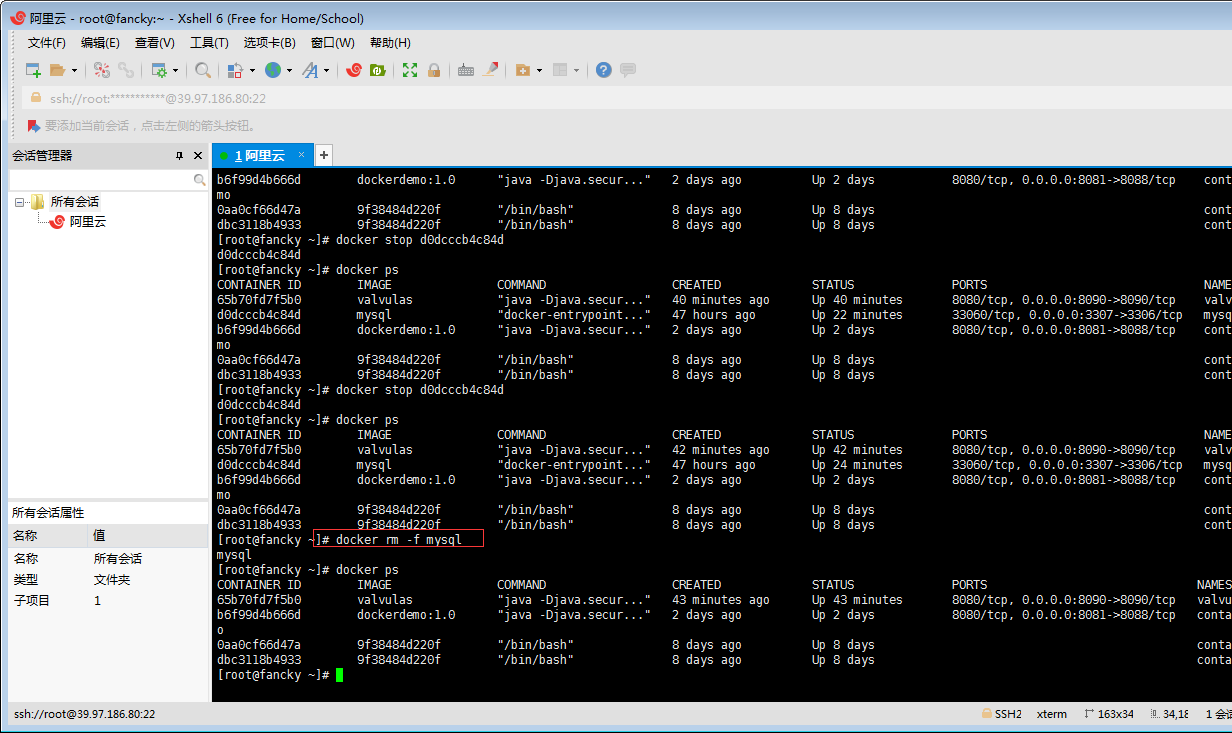 阿里云 - root@fancky:~ - Xshell 6 (Free for Home/School)
文件(F) 编辑(E) 查看(V) 工具(T) 选项卡(B) 窗口(W) 帮助(H)
ssh://root:***********@39.97.186.80:22
要添加当前会话，点击左侧的箭头按钮。
会话管理器
所有会话
阿里云
所有会话属性
名称 值
名称 所有会话
类型 文件夹
子项目 1
1 阿里云 × +
b6f99d4b666d dockerdemo:1.0 "java -Djava.secur..." 2 days ago Up 2 days 8080/tcp, 0.0.0.0:8081->8088/tcp cont
mo
0aa0cf66d47a 9f38484d220f "/bin/bash" 8 days ago Up 8 days cont
dbc3118b4933 9f38484d220f "/bin/bash" 8 days ago Up 8 days cont
[root@fancky ~]# docker stop d0dcccb4c84d
d0dcccb4c84d
[root@fancky ~]# docker ps
CONTAINER ID IMAGE COMMAND CREATED STATUS PORTS NAME
65b70fd7f5b0 valvulas "java -Djava.secur..." 40 minutes ago Up 40 minutes 8080/tcp, 0.0.0.0:8090->8090/tcp valv
d0dcccb4c84d mysql "docker-entrypoint..." 47 hours ago Up 22 minutes 33060/tcp, 0.0.0.0:3307->3306/tcp mysq
b6f99d4b666d dockerdemo:1.0 "java -Djava.secur..." 2 days ago Up 2 days 8080/tcp, 0.0.0.0:8081->8088/tcp cont
mo
0aa0cf66d47a 9f38484d220f "/bin/bash" 8 days ago Up 8 days cont
dbc3118b4933 9f38484d220f "/bin/bash" 8 days ago Up 8 days cont
[root@fancky ~]# docker stop d0dcccb4c84d
d0dcccb4c84d
[root@fancky ~]# docker ps
CONTAINER ID IMAGE COMMAND CREATED STATUS PORTS NAME
65b70fd7f5b0 valvulas "java -Djava.secur..." 42 minutes ago Up 42 minutes 8080/tcp, 0.0.0.0:8090->8090/tcp valv
d0dcccb4c84d mysql "docker-entrypoint..." 47 hours ago Up 24 minutes 33060/tcp, 0.0.0.0:3307->3306/tcp mysq
b6f99d4b666d dockerdemo:1.0 "java -Djava.secur..." 2 days ago Up 2 days 8080/tcp, 0.0.0.0:8081->8088/tcp cont
mo
0aa0cf66d47a 9f38484d220f "/bin/bash" 8 days ago Up 8 days cont
dbc3118b4933 9f38484d220f "/bin/bash" 8 days ago Up 8 days cont
[root@fancky ~]# docker rm -f mysql
mysql
[root@fancky ~]# docker ps
CONTAINER ID IMAGE COMMAND CREATED STATUS PORTS NAMES
65b70fd7f5b0 valvulas "java -Djava.secur..." 43 minutes ago Up 43 minutes 8080/tcp, 0.0.0.0:8090->8090/tcp valvu
b6f99d4b666d dockerdemo:1.0 "java -Djava.secur..." 2 days ago Up 2 days 8080/tcp, 0.0.0.0:8081->8088/tcp conta
o
0aa0cf66d47a 9f38484d220f "/bin/bash" 8 days ago Up 8 days conta
dbc3118b4933 9f38484d220f "/bin/bash" 8 days ago Up 8 days conta
[root@fancky ~]#
ssh://root@39.97.186.80:22 SSH2 xterm 163x34 34,18 1 会话